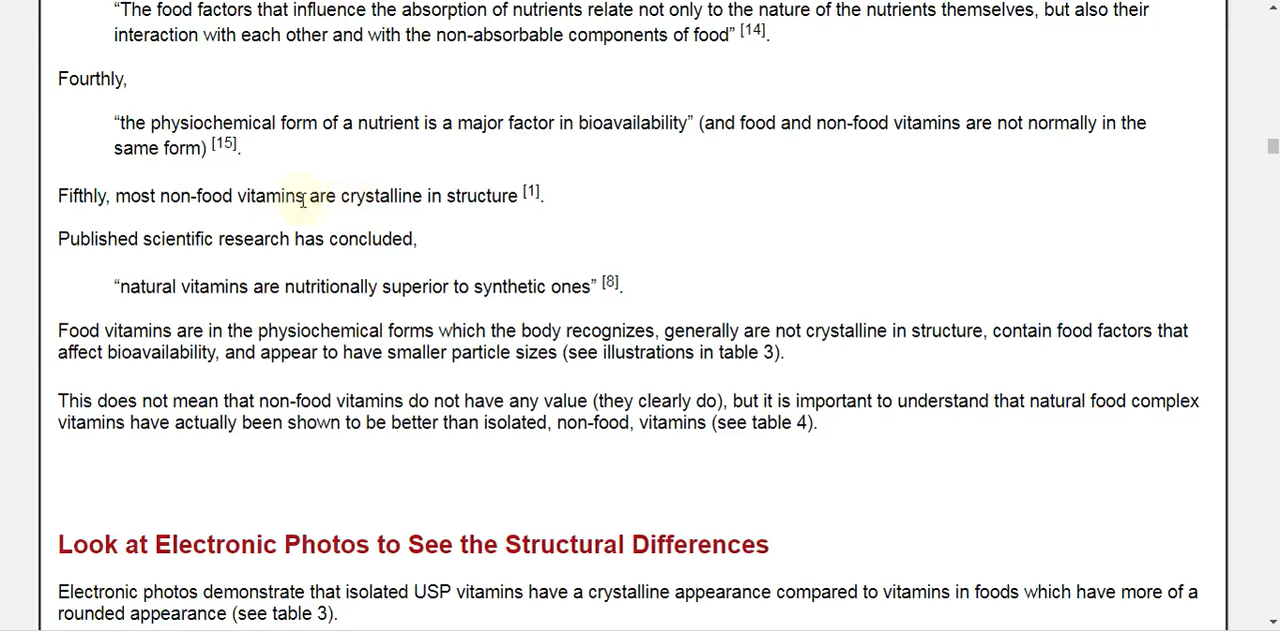 “The food factors that influence the absorption of nutrients relate not only to the nature of the nutrients themselves, but also their
interaction with each other and with the non-absorbable components of food” [14].
Fourthly,
“the physiochemical form of a nutrient is a major factor in bioavailability” (and food and non-food vitamins are not normally in the
same form) [15].
Fifthly, most non-food vitamins are crystalline in structure [1].
Published scientific research has concluded,
“natural vitamins are nutritionally superior to synthetic ones” [8].
Food vitamins are in the physiochemical forms which the body recognizes, generally are not crystalline in structure, contain food factors that
affect bioavailability, and appear to have smaller particle sizes (see illustrations in table 3).
This does not mean that non-food vitamins do not have any value (they clearly do), but it is important to understand that natural food complex
vitamins have actually been shown to be better than isolated, non-food, vitamins (see table 4).
Look at Electronic Photos to See the Structural Differences
Electronic photos demonstrate that isolated USP vitamins have a crystalline appearance compared to vitamins in foods which have more of a
rounded appearance (see table 3).